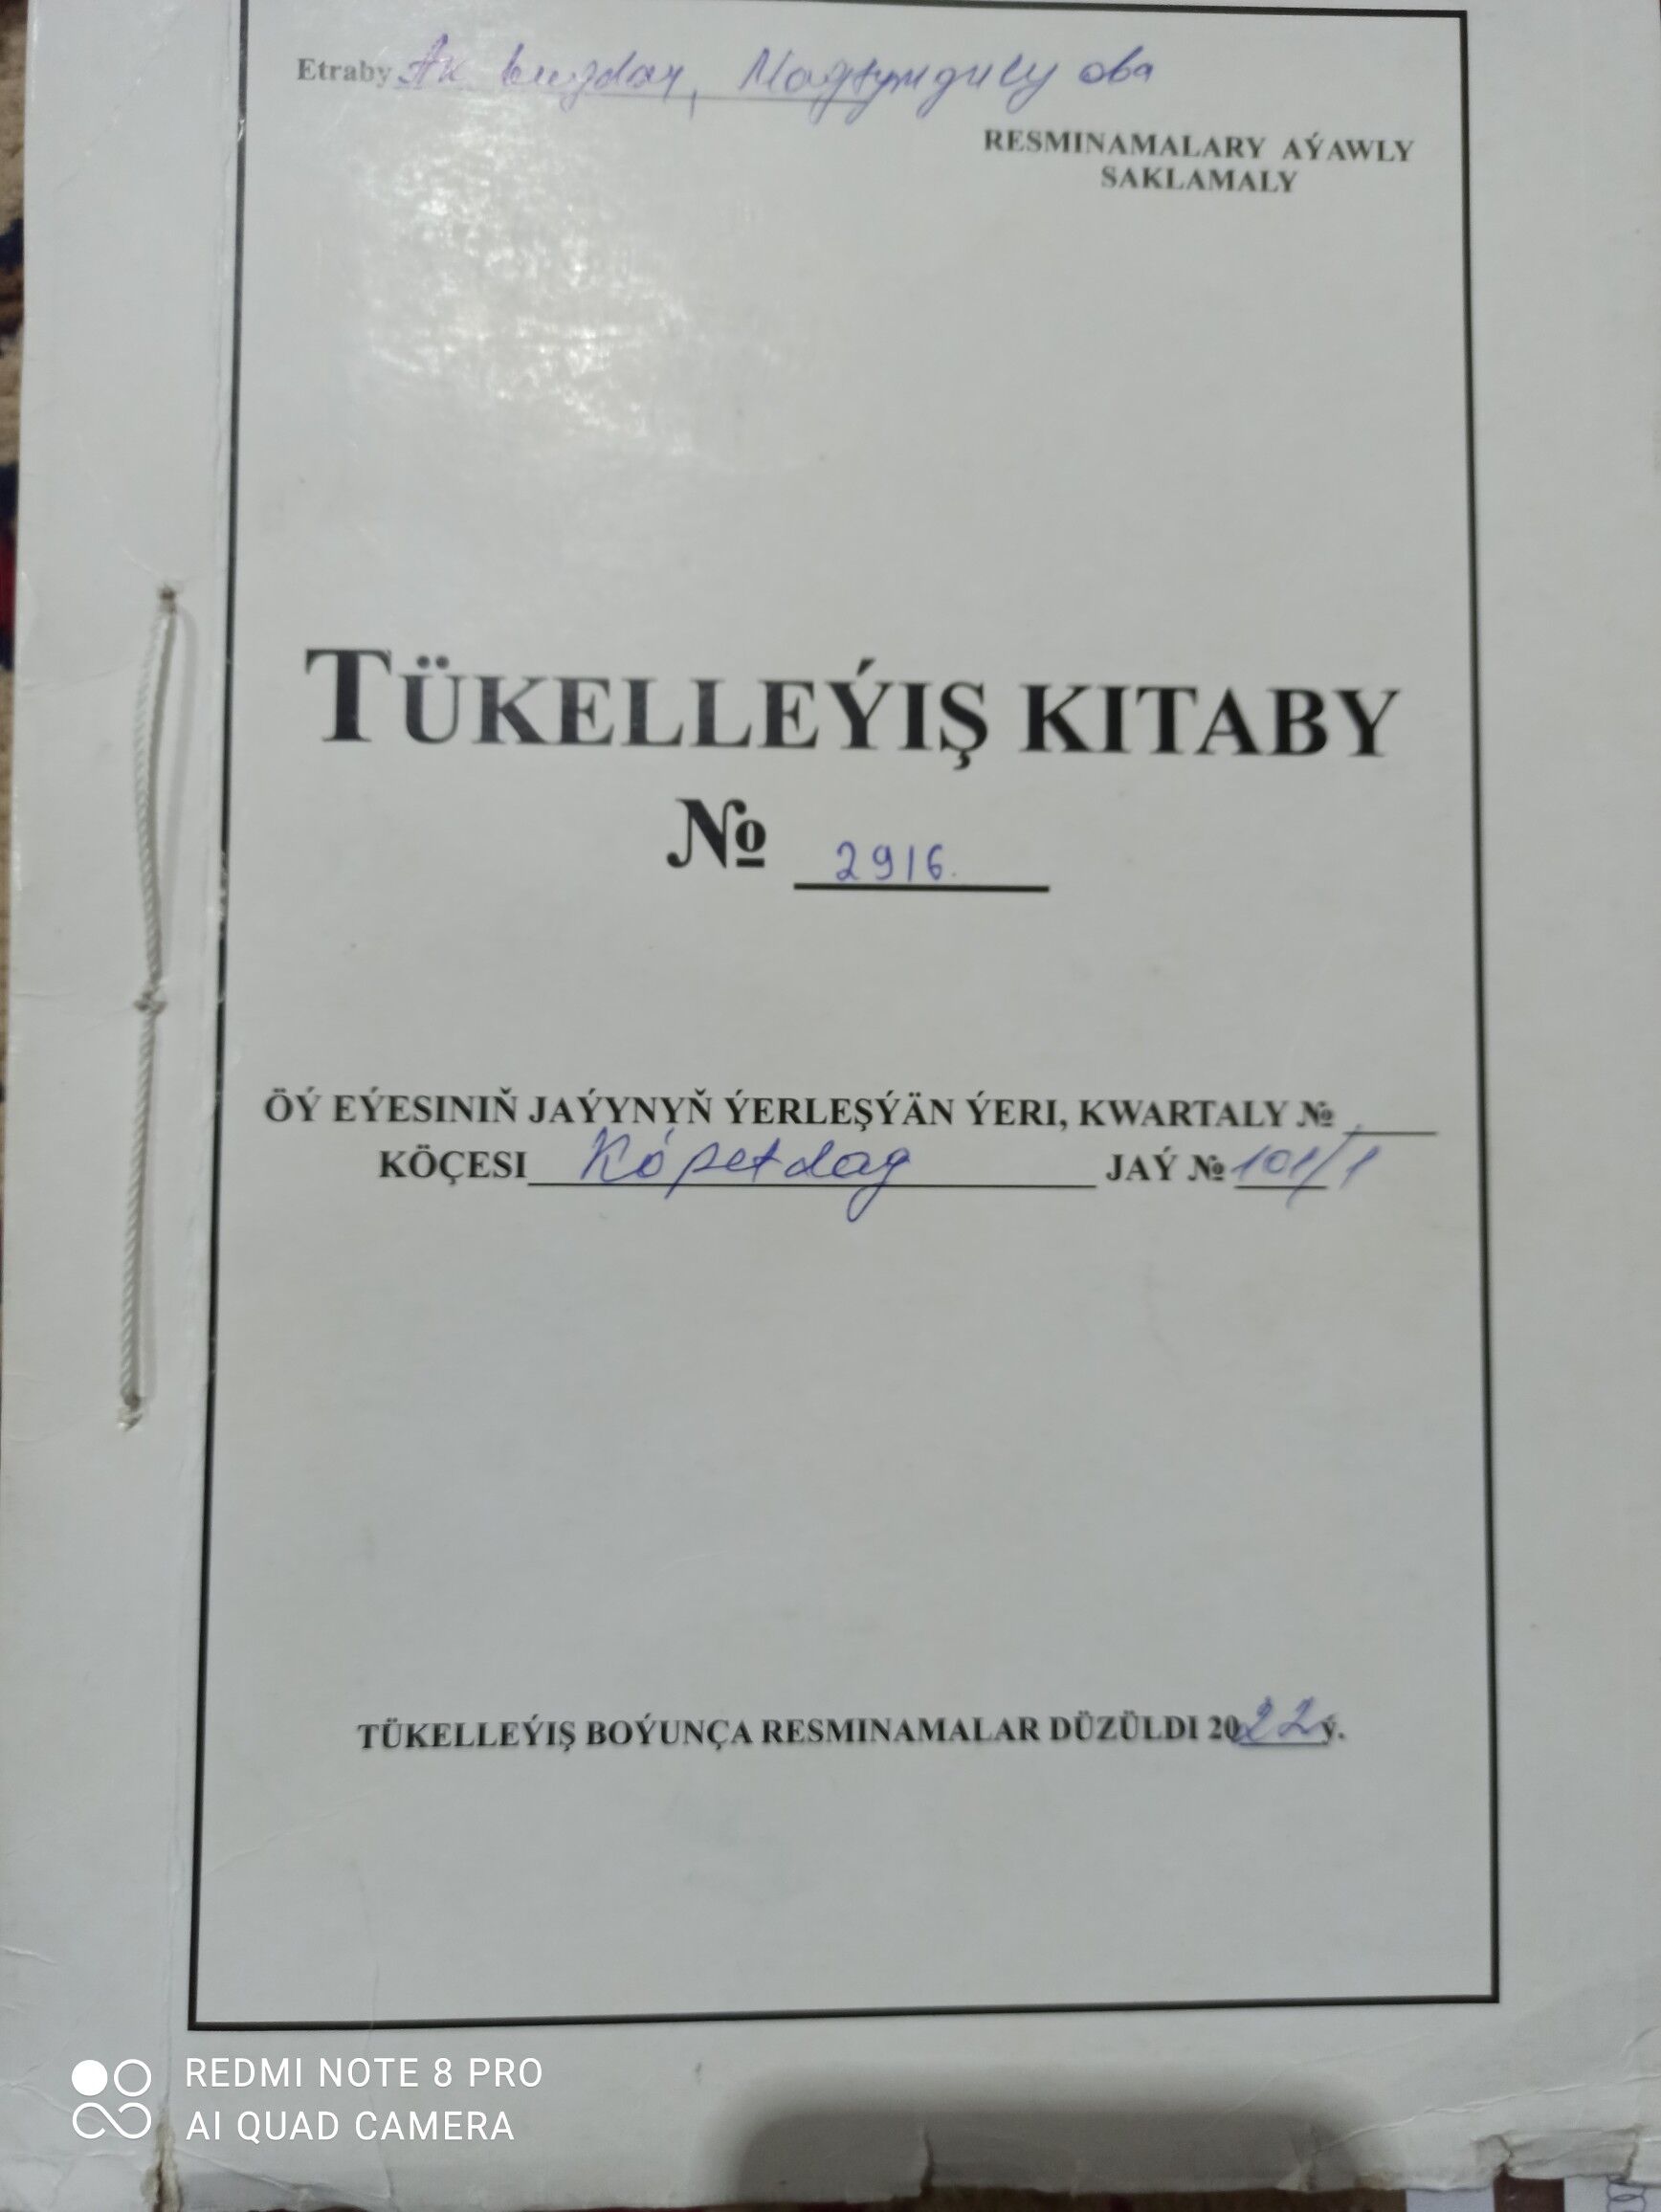 Etraby Ak bugdaý, Magtymguly oba
RESMINAMALARY AÝAWLY
SAKLAMALY
TÜKELLEÝIŞ KITABY
№ 2916.
ÖÝ EÝESINIŇ JAÝYNYŇ ÝERLEŞÝÄN ÝERI, KWARTALY №
KÖÇESI Köpetdag JAÝ № 101/1
TÜKELLEÝIŞ BOÝUNÇA RESMINAMALAR DÜZÜLDI 2022ý.
REDMI NOTE 8 PRO
AI QUAD CAMERA